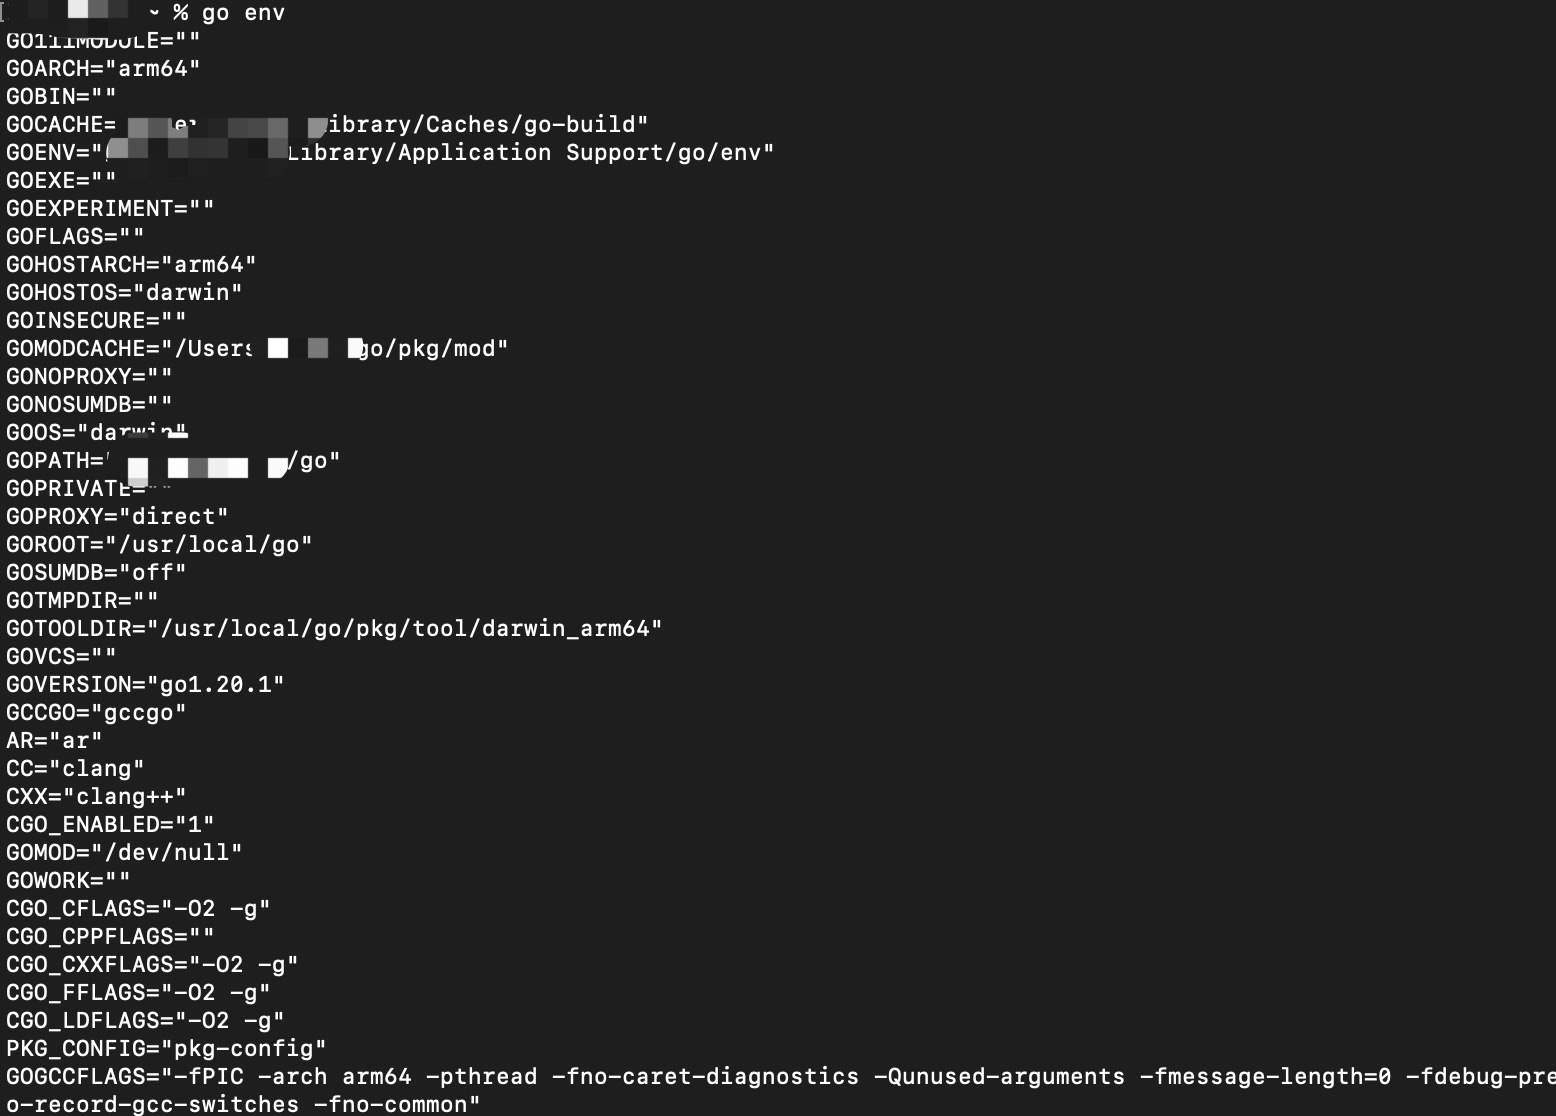 ~ % go env
GO111MODULE=""
GOARCH="arm64"
GOBIN=""
GOCACHE= ibrary/Caches/go-build"
GOENV=" Library/Application Support/go/env"
GOEXE=""
GOEXPERIMENT=""
GOFLAGS=""
GOHOSTARCH="arm64"
GOHOSTOS="darwin"
GOINSECURE=""
GOMODCACHE="/Users go/pkg/mod"
GONOPROXY=""
GONOSUMDB=""
GOOS="darwin"
GOPATH= /go"
GOPRIVATE=""
GOPROXY="direct"
GOROOT="/usr/local/go"
GOSUMDB="off"
GOTMPDIR=""
GOTOOLDIR="/usr/local/go/pkg/tool/darwin_arm64"
GOVCS=""
GOVERSION="go1.20.1"
GCCGO="gccgo"
AR="ar"
CC="clang"
CXX="clang++"
CGO_ENABLED="1"
GOMOD="/dev/null"
GOWORK=""
CGO_CFLAGS="-O2 -g"
CGO_CPPFLAGS=""
CGO_CXXFLAGS="-O2 -g"
CGO_FFLAGS="-O2 -g"
CGO_LDFLAGS="-O2 -g"
PKG_CONFIG="pkg-config"
GOGCCFLAGS="-fPIC -arch arm64 -pthread -fno-caret-diagnostics -Qunused-arguments -fmessage-length=0 -fdebug-pre
o-record-gcc-switches -fno-common"